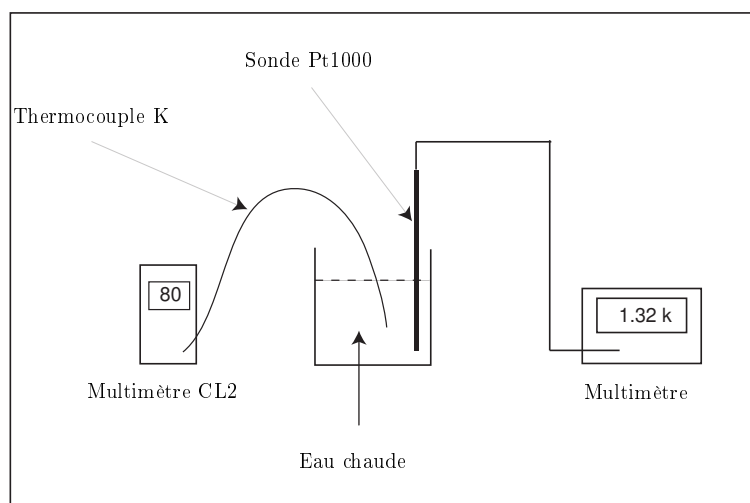 Sonde Pt1000
Thermocouple K
80
1.32 k
Multimètre CL2
Multimètre
Eau chaude